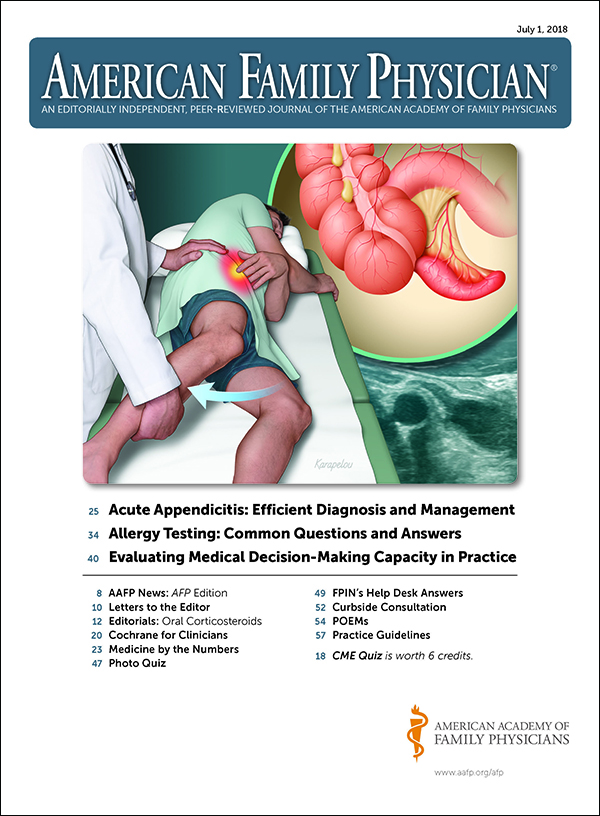 July 1, 2018
AMERICAN FAMILY PHYSICIAN®
AN EDITORIALLY INDEPENDENT, PEER-REVIEWED JOURNAL OF THE AMERICAN ACADEMY OF FAMILY PHYSICIANS
Karapelou
25 Acute Appendicitis: Efficient Diagnosis and Management
34 Allergy Testing: Common Questions and Answers
40 Evaluating Medical Decision-Making Capacity in Practice
8 AAFP News: AFP Edition
10 Letters to the Editor
12 Editorials: Oral Corticosteroids
20 Cochrane for Clinicians
23 Medicine by the Numbers
47 Photo Quiz
49 FPIN's Help Desk Answers
52 Curbside Consultation
54 POEMs
57 Practice Guidelines
18 CME Quiz is worth 6 credits.
AMERICAN ACADEMY OF
FAMILY PHYSICIANS
www.aafp.org/afp